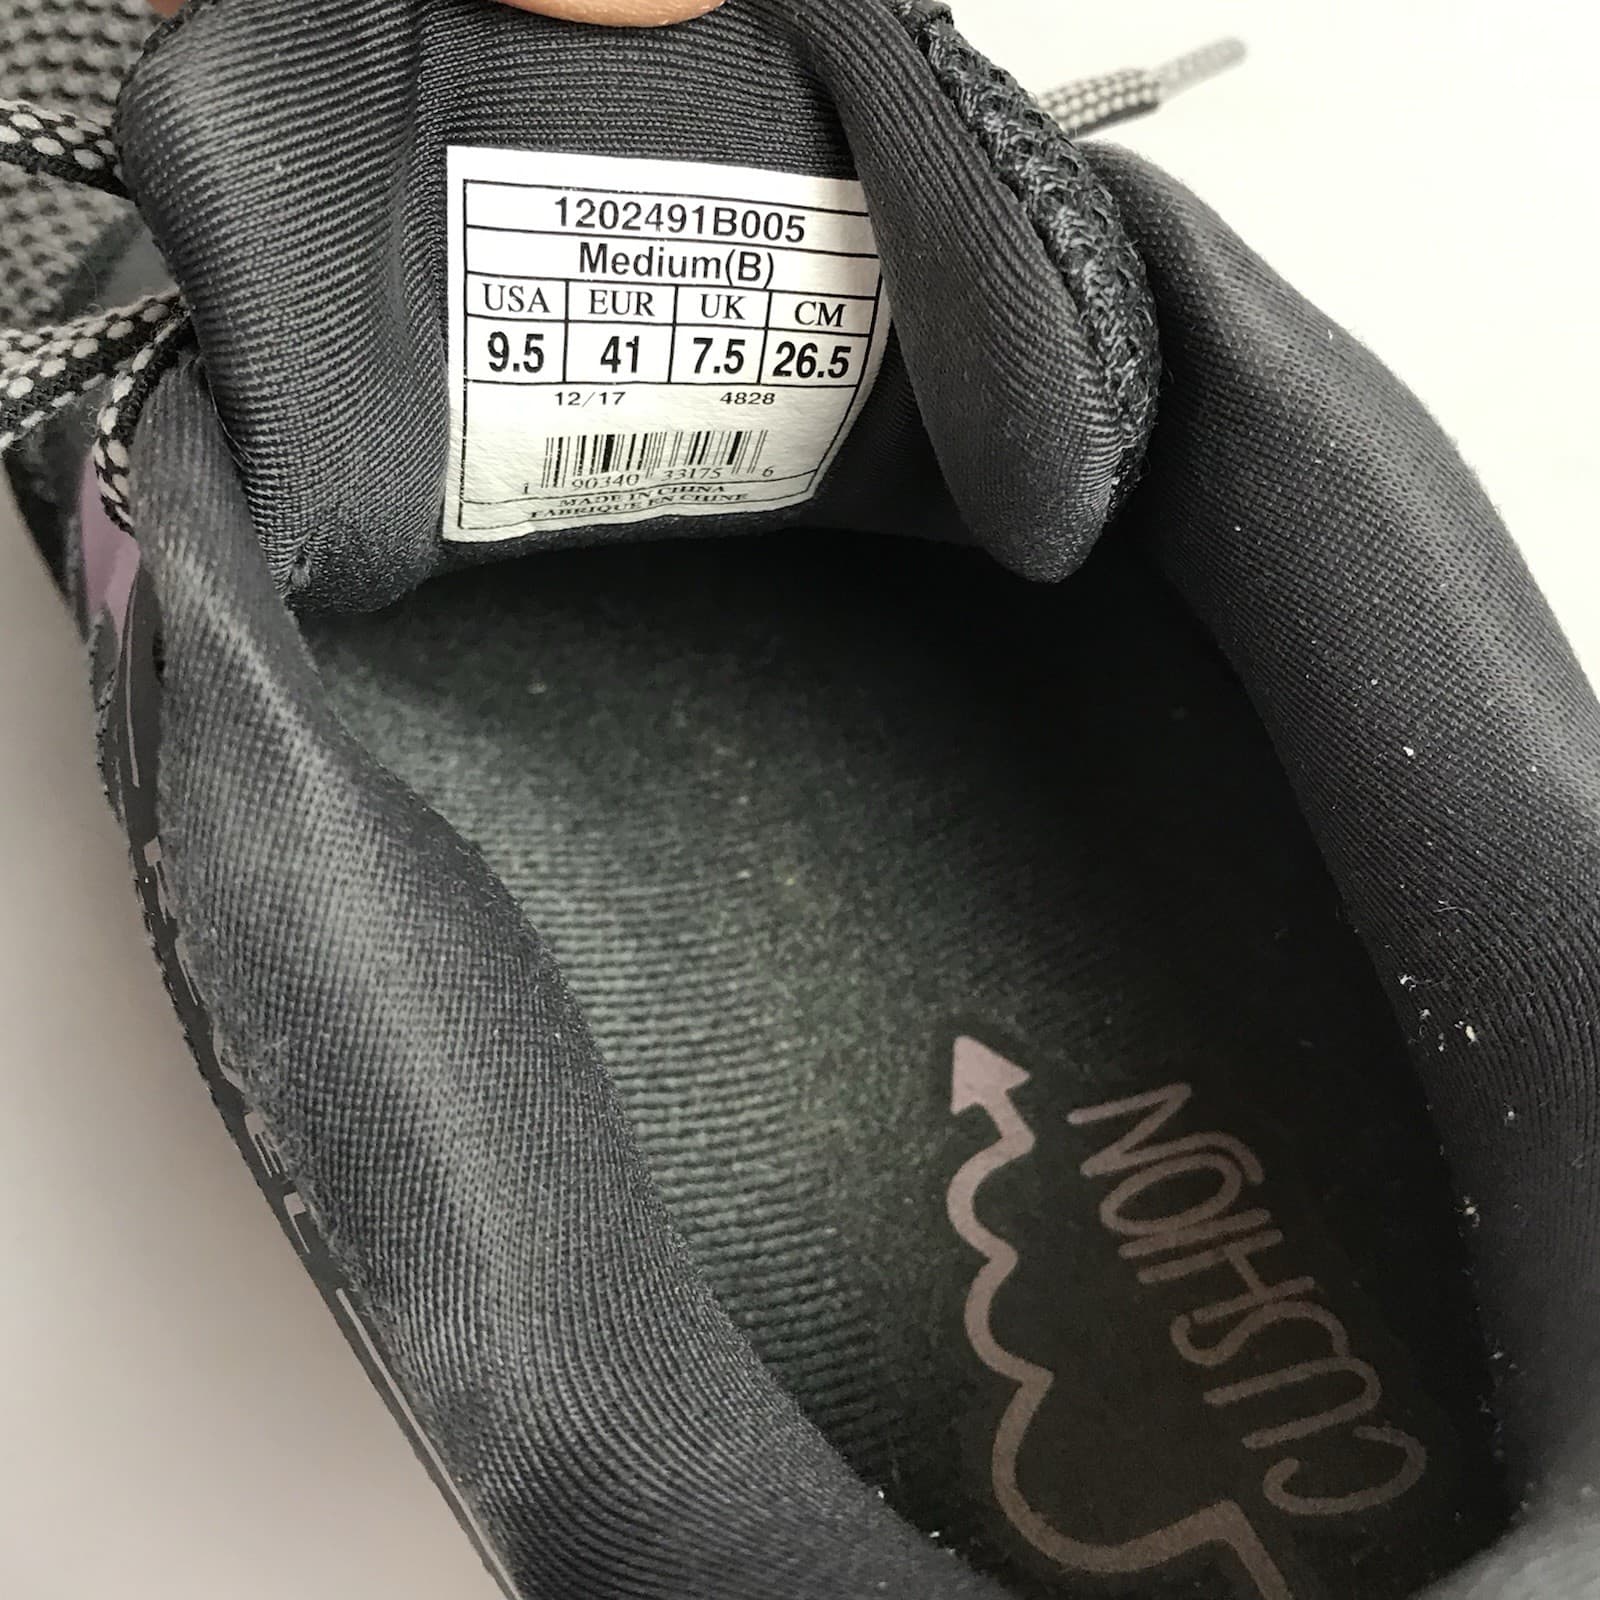 1202491B005
Medium(B)
USA EUR UK CM
9.5 41 7.5 26.5
12/17 4828
1 90340 33175 6
MADE IN CHINA
FABRIQUE EN CHINE
CUSHION